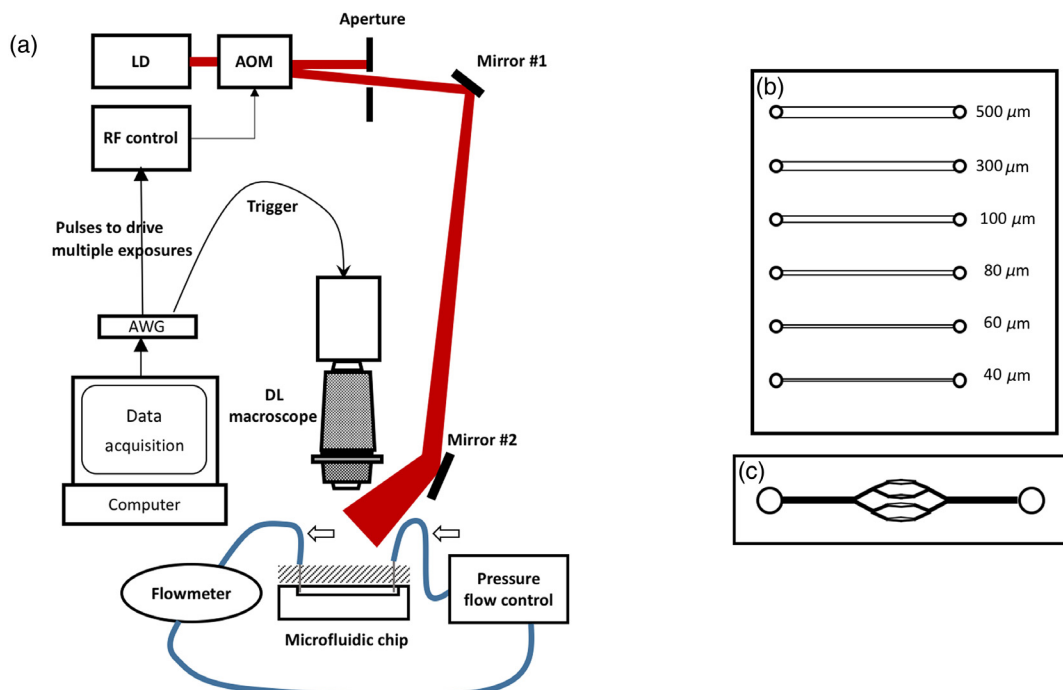 (a)
Aperture
LD
AOM
Mirror #1
RF control
Pulses to drive
multiple exposures
Trigger
AWG
Data
acquisition
Computer
DL
macroscope
Mirror #2
Flowmeter
Pressure
flow control
Microfluidic chip
(b)
500 μm
300 μm
100 μm
80 μm
60 μm
40 μm
(c)